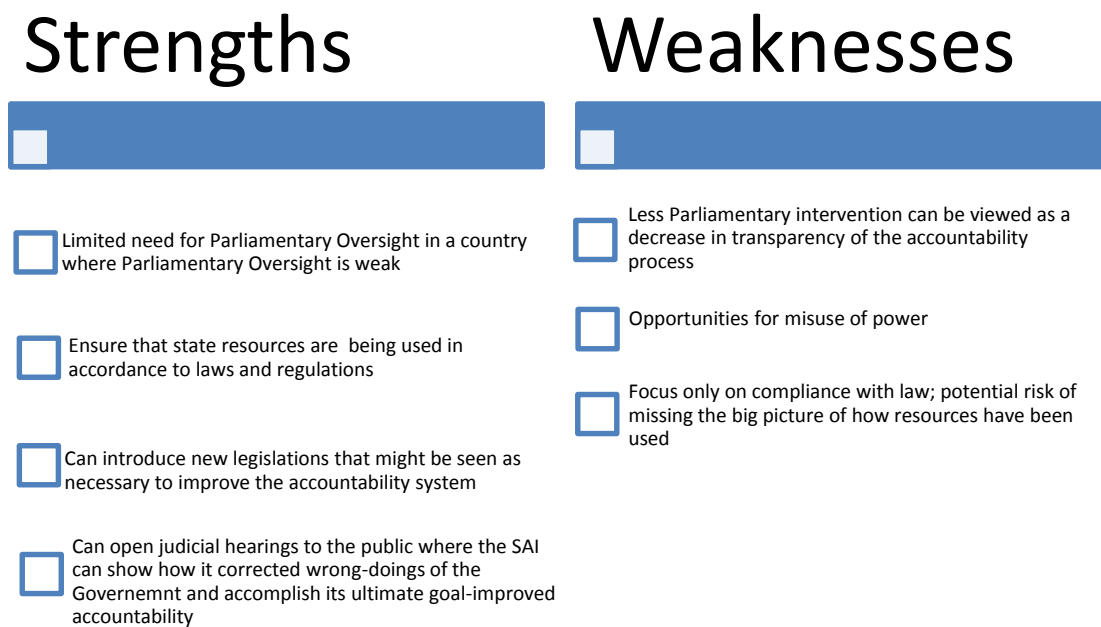 Strengths
Limited need for Parliamentary Oversight in a country
where Parliamentary Oversight is weak
Ensure that state resources are  being used in
accordance to laws and regulations
Can introduce new legislations that might be seen as
necessary to improve the accountability system
Can open judicial hearings to the public where the SAI
can show how it corrected wrong-doings of the
Governemnt and accomplish its ultimate goal-improved
accountability
Weaknesses
Less Parliamentary intervention can be viewed as a
decrease in transparency of the accountability
process
Opportunities for misuse of power
Focus only on compliance with law; potential risk of
missing the big picture of how resources have been
used